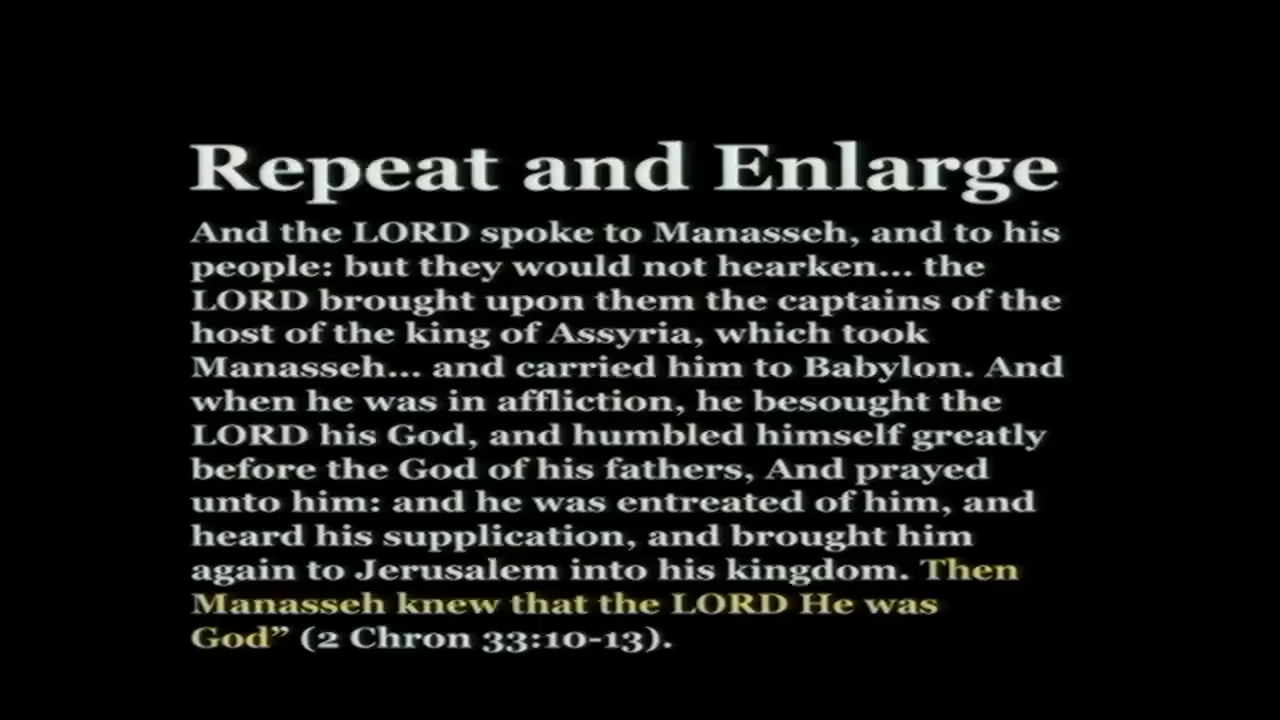 Repeat and Enlarge
And the LORD spoke to Manasseh, and to his
people: but they would not hearken... the
LORD brought upon them the captains of the
host of the king of Assyria, which took
Manasseh... and carried him to Babylon. And
when he was in affliction, he besought the
LORD his God, and humbled himself greatly
before the God of his fathers, And prayed
unto him: and he was entreated of him, and
heard his supplication, and brought him
again to Jerusalem into his kingdom. Then
Manasseh knew that the LORD He was
God” (2 Chron 33:10-13).